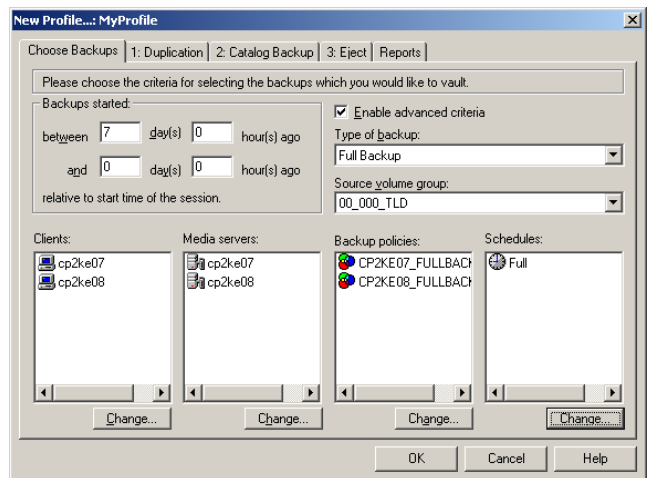 New Profile...: MyProfile
Choose Backups 1: Duplication 2: Catalog Backup 3: Eject Reports
Please choose the criteria for selecting the backups which you would like to vault.
Backups started:
between 7 day(s) 0 hour(s) ago
and 0 day(s) 0 hour(s) ago
relative to start time of the session.
Enable advanced criteria
Type of backup:
Full Backup
Source volume group:
00_000_TLD
Clients:
cp2ke07
cp2ke08
Change...
Media servers:
cp2ke07
cp2ke08
Change...
Backup policies:
CP2KE07_FULLBACK
CP2KE08_FULLBACK
Change...
Schedules:
Full
Change...
OK Cancel Help